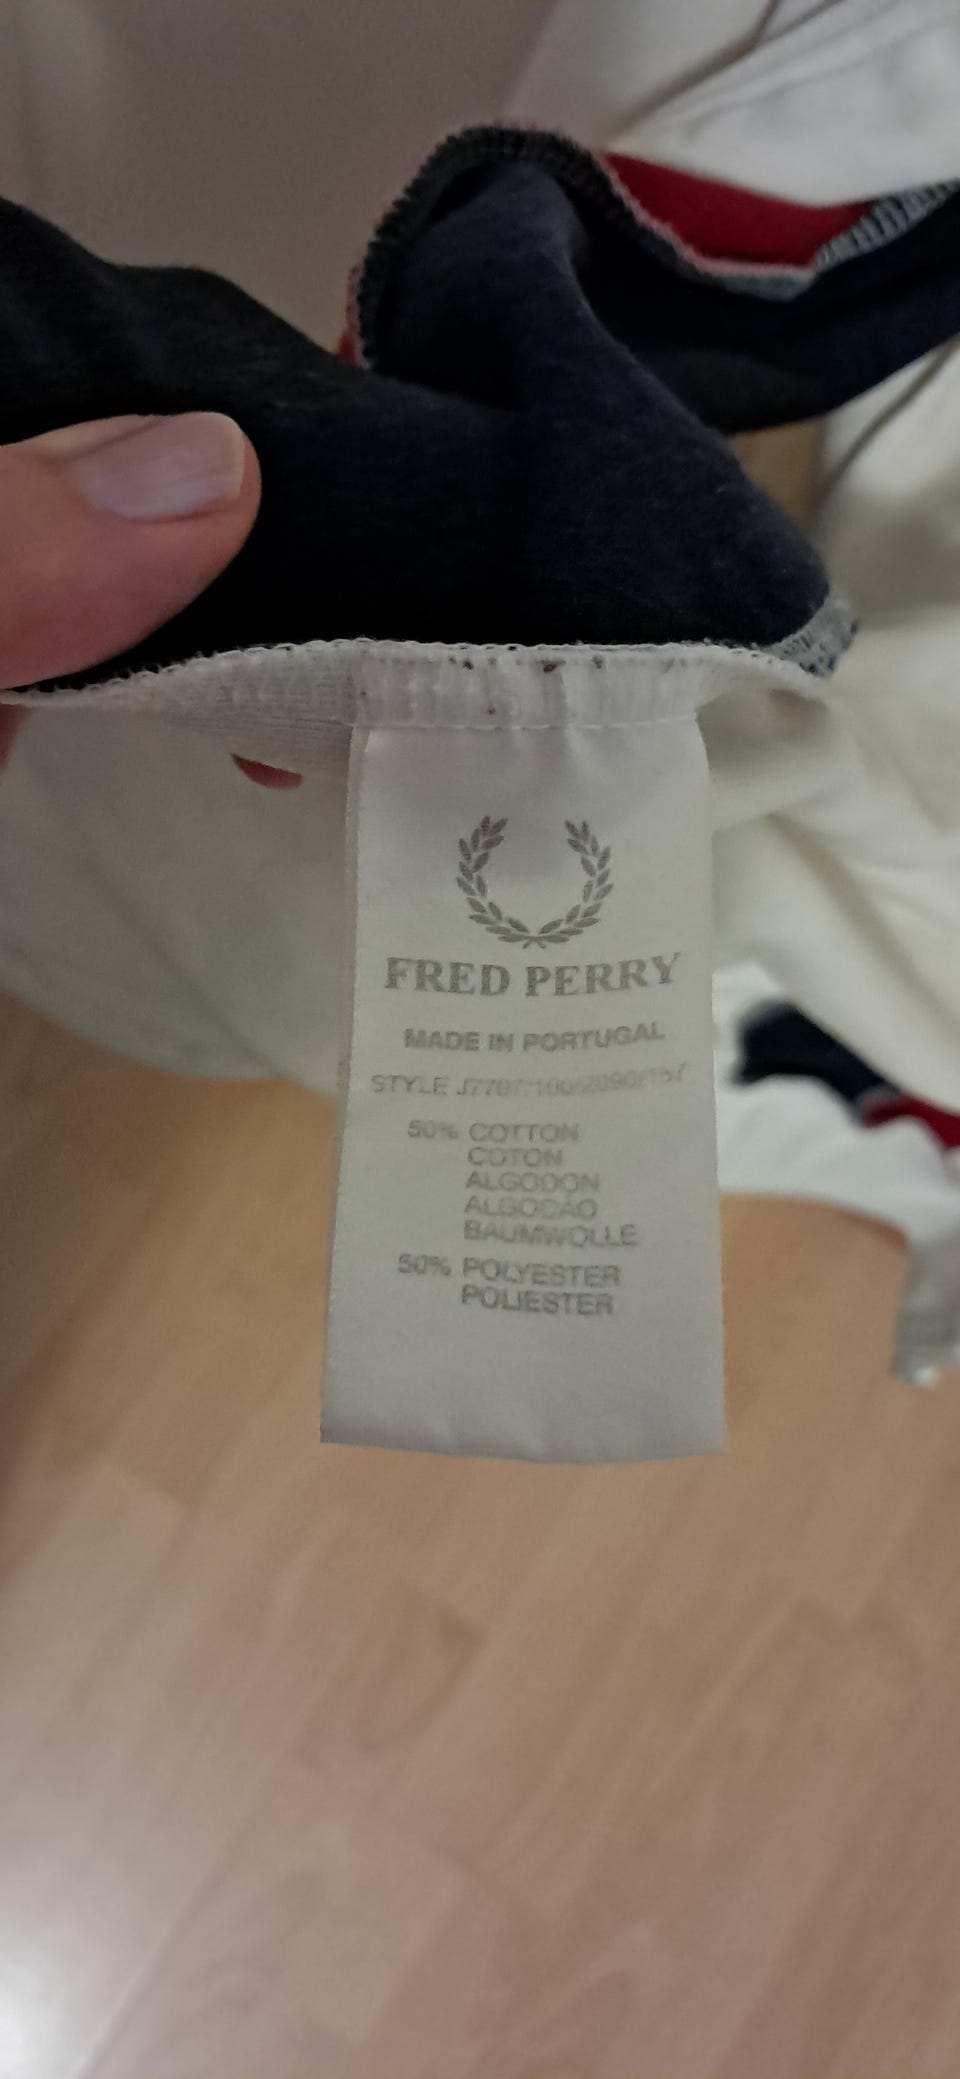 FRED PERRY
MADE IN PORTUGAL
STYLE
50% COTTON
COTON
ALGODON
ALGODÃO
BAUMWOLLE
50% POLYESTER
POLIESTER